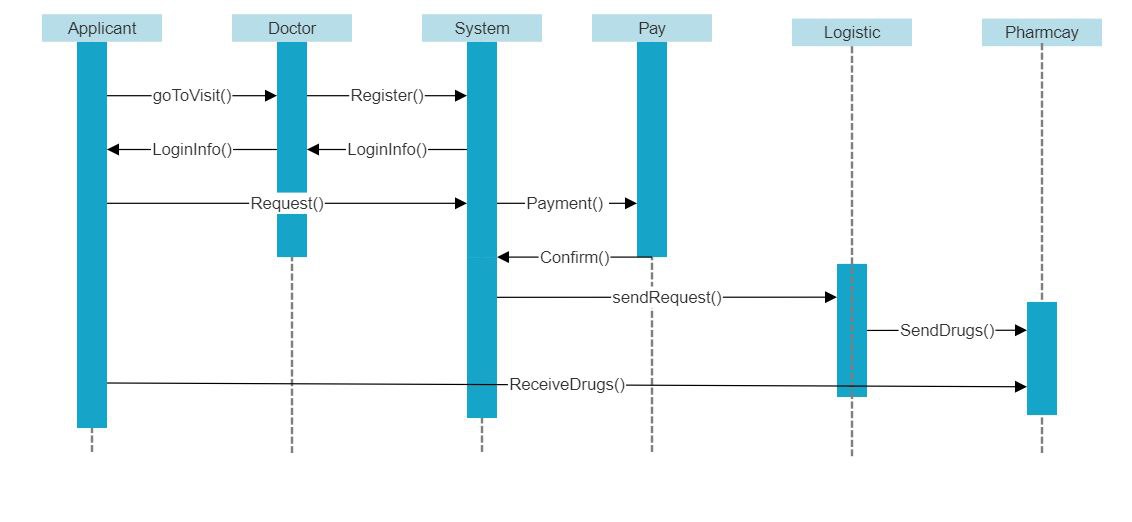 Applicant
Doctor
System
Pay
Logistic
Pharmcay
goToVisit()
Register()
LoginInfo()
LoginInfo()
Request()
Payment()
Confirm()
sendRequest()
SendDrugs()
ReceiveDrugs()